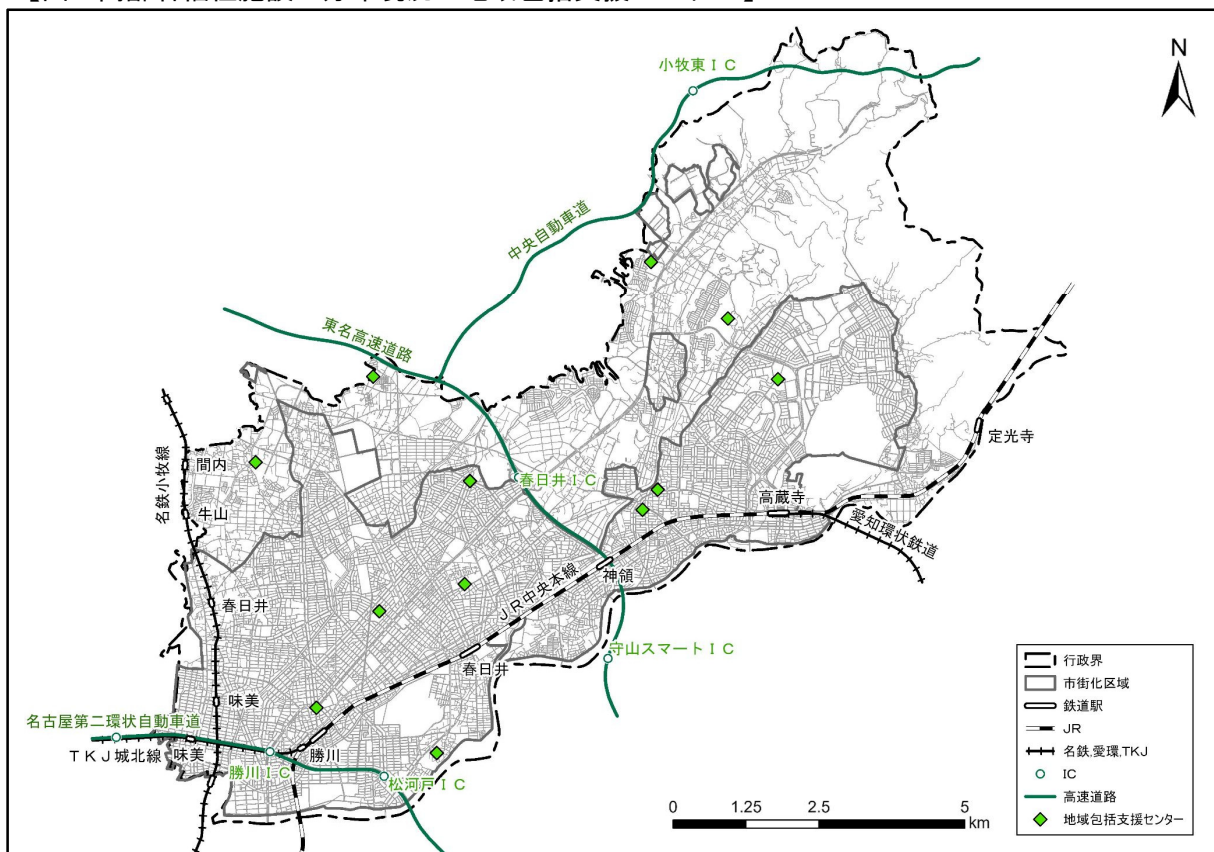 N
小牧東ＩＣ
中央自動車道
東名高速道路
名鉄小牧線
間内
牛山
春日井ＩＣ
定光寺
高蔵寺
愛知環状鉄道
神領
ＪＲ中央本線
春日井
守山スマートＩＣ
春日井
味美
名古屋第二環状自動車道
ＴＫＪ城北線
味美
勝川
勝川ＩＣ
松河戸ＩＣ
行政界
市街化区域
鉄道駅
JR
名鉄,愛環,TKJ
IC
高速道路
地域包括支援センター
0 1.25 2.5 5
km